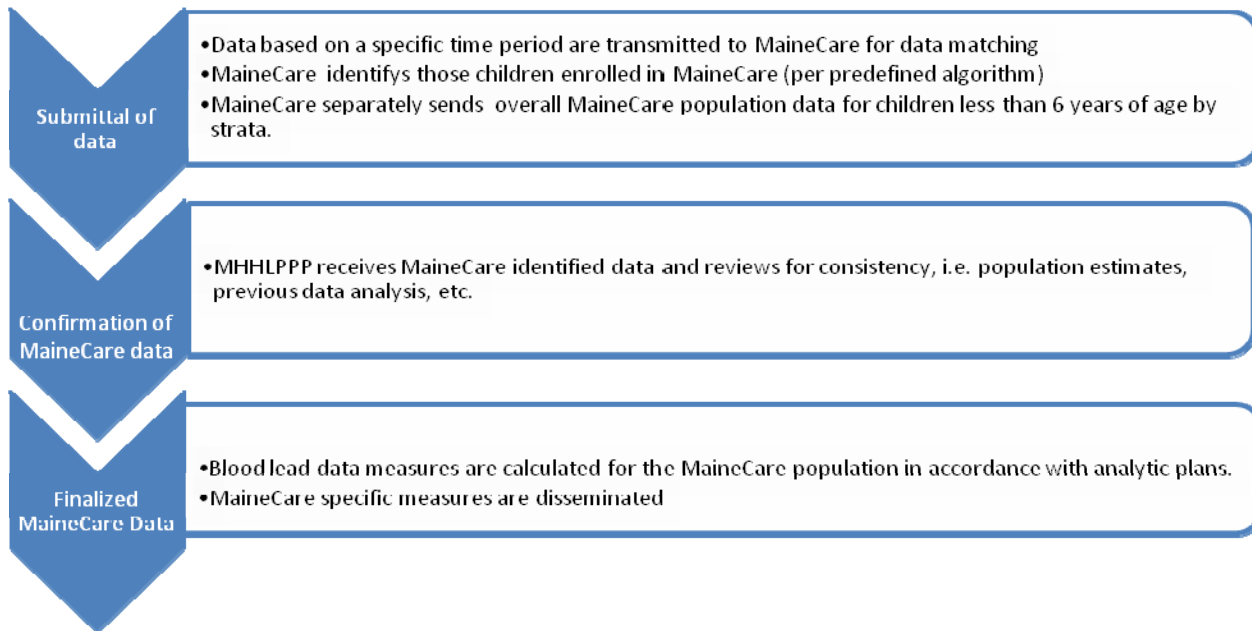 Submittal of
data
•Data based on a specific time period are transmitted to MaineCare for data matching
•MaineCare identifys those children enrolled in MaineCare (per predefined algorithm)
•MaineCare separately sends overall MaineCare population data for children less than 6 years of age by
strata.
Confirmation of
MaineCare data
•MHHLPPP receives MaineCare identified data and reviews for consistency, i.e. population estimates,
previous data analysis, etc.
Finalized
MaineCare Data
•Blood lead data measures are calculated for the MaineCare population in accordance with analytic plans.
•MaineCare specific measures are disseminated